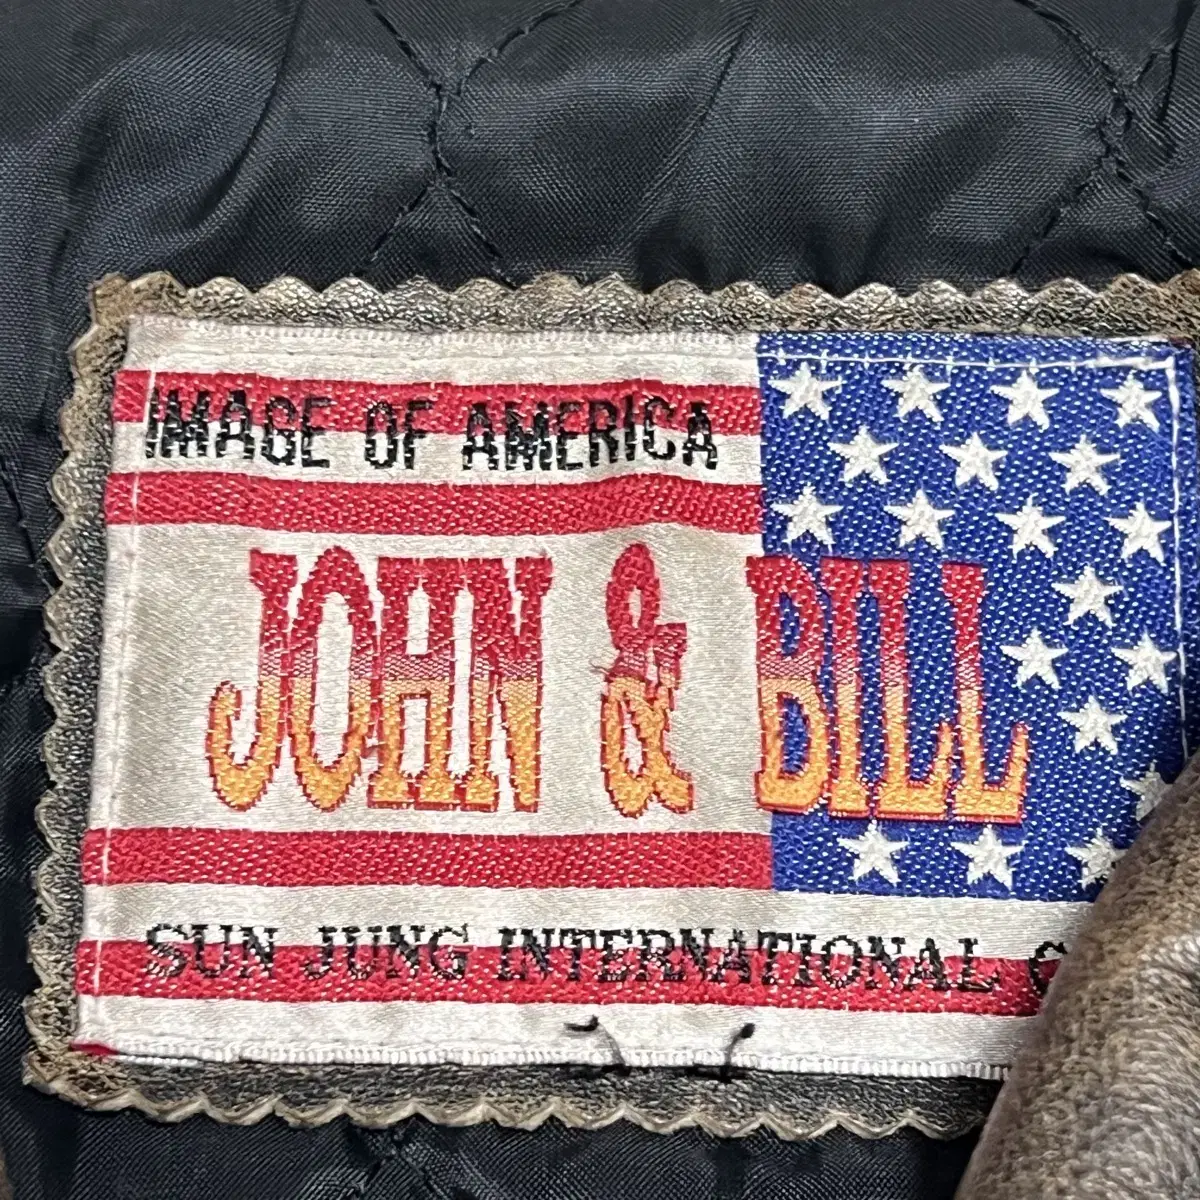 IMAGE OF AMERICA
JOHN & BILL
SUN JUNG INTERNATIONAL